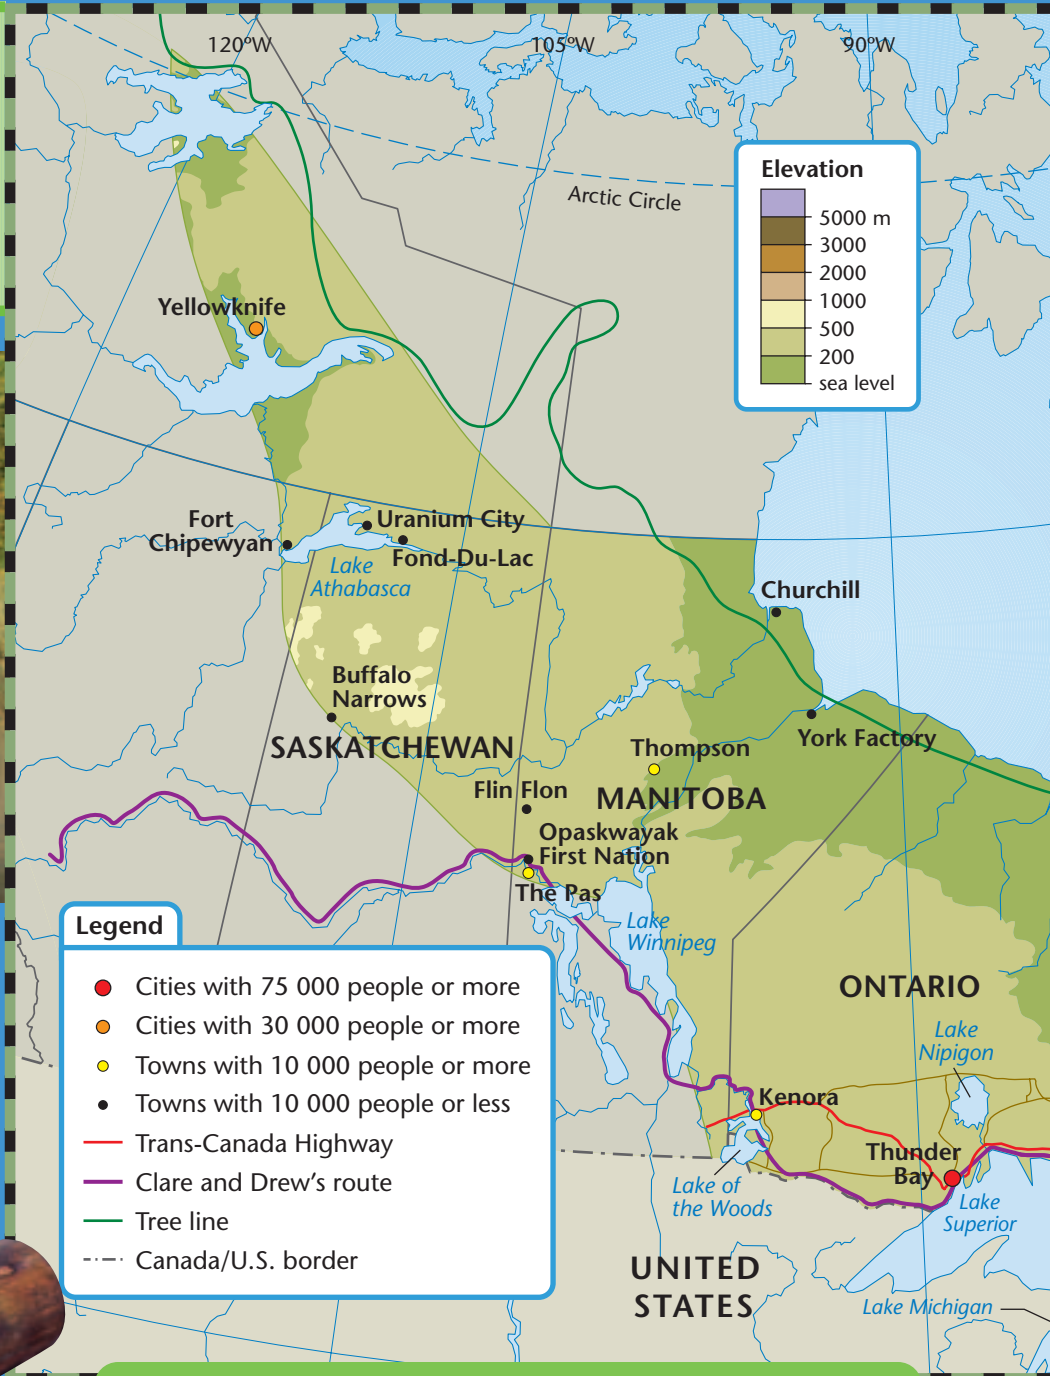 120°W
105°W
90°W
Arctic Circle
Elevation
5000 m
3000
2000
1000
500
200
sea level
Yellowknife
Fort
Chipewyan
Uranium City
Fond-Du-Lac
Lake
Athabasca
Churchill
Buffalo
Narrows
SASKATCHEWAN
York Factory
Thompson
Flin Flon
MANITOBA
Opaskwayak
First Nation
The Pas
Lake
Winnipeg
ONTARIO
Lake
Nipigon
Kenora
Thunder
Bay
Lake of
the Woods
Lake
Superior
UNITED
STATES
Lake Michigan
Legend
Cities with 75 000 people or more
Cities with 30 000 people or more
Towns with 10 000 people or more
Towns with 10 000 people or less
Trans-Canada Highway
Clare and Drew's route
Tree line
Canada/U.S. border